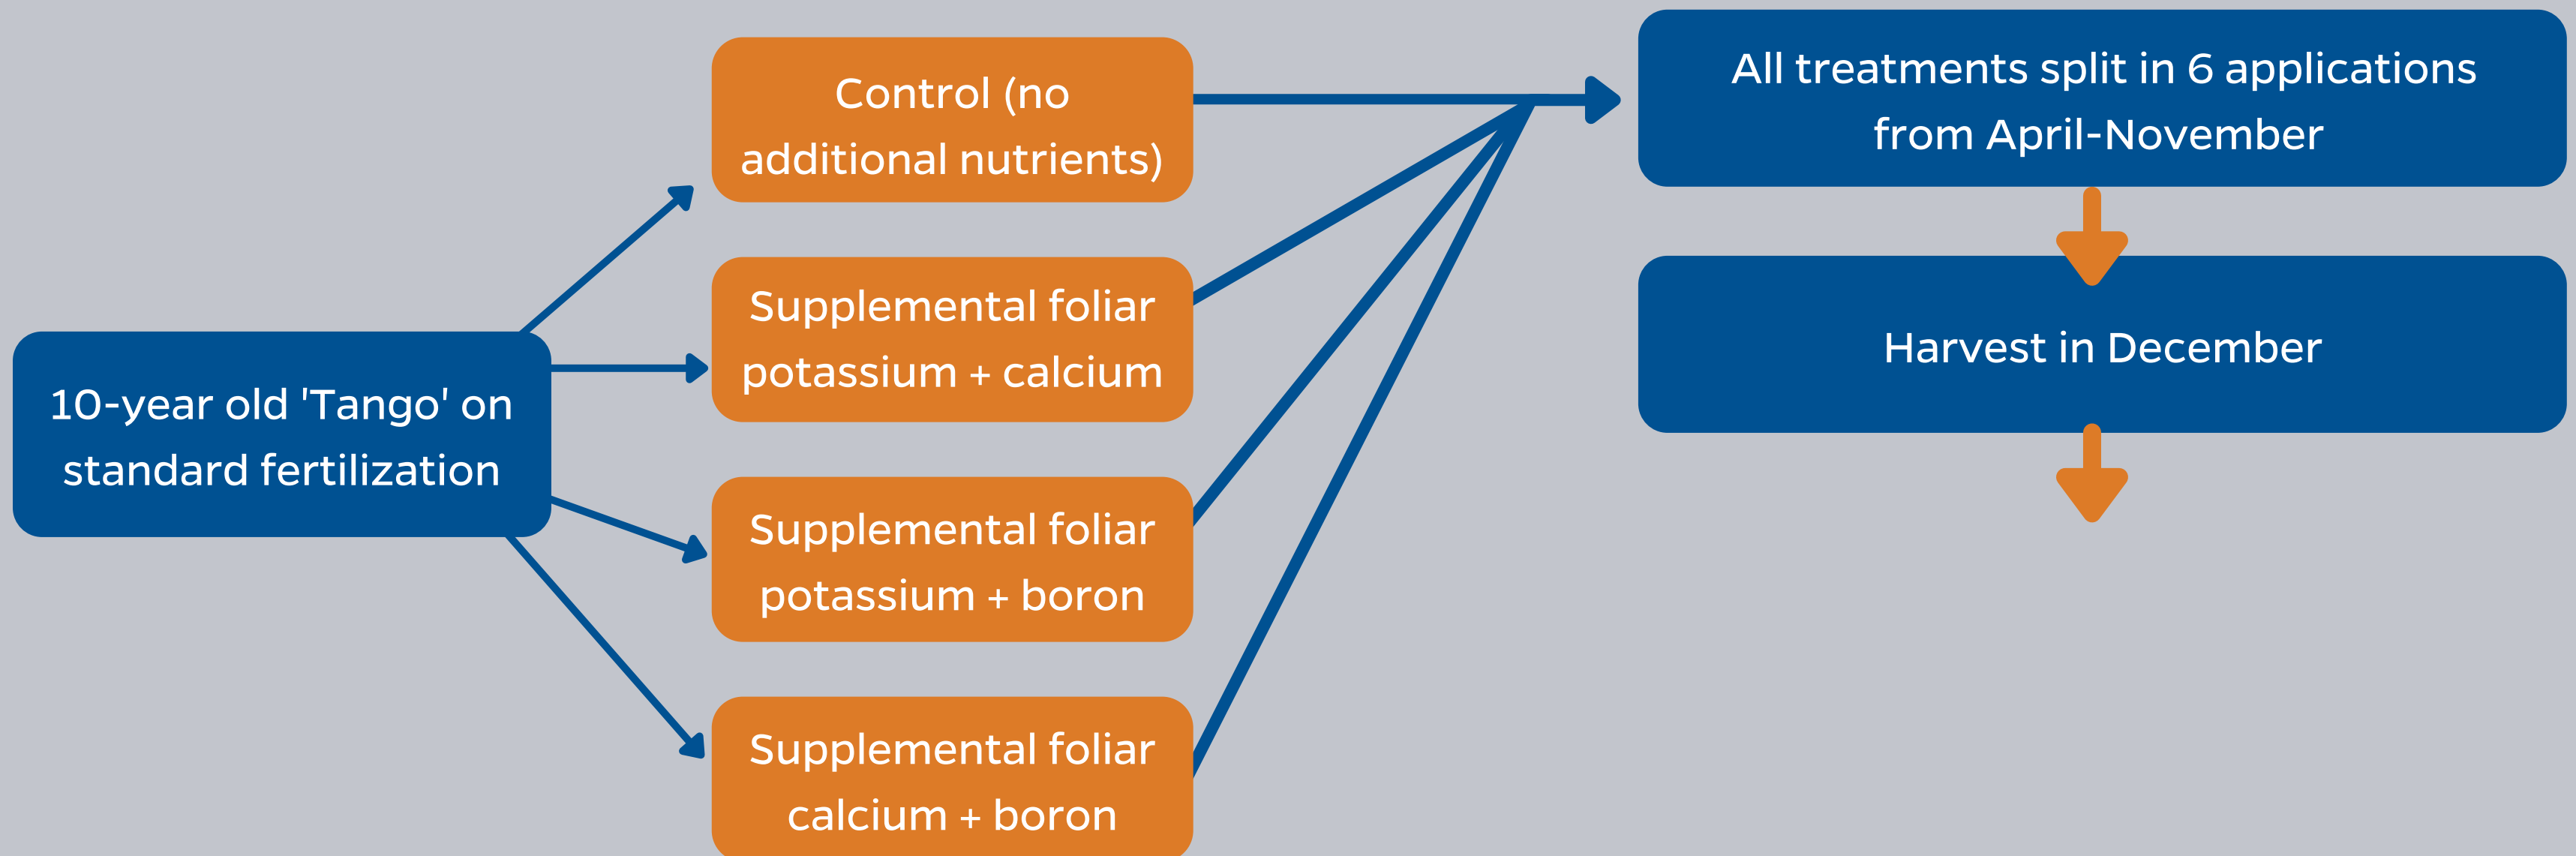 10-year old 'Tango' on
standard fertilization
Control (no
additional nutrients)
Supplemental foliar
potassium + calcium
Supplemental foliar
potassium + boron
Supplemental foliar
calcium + boron
All treatments split in 6 applications
from April-November
Harvest in December